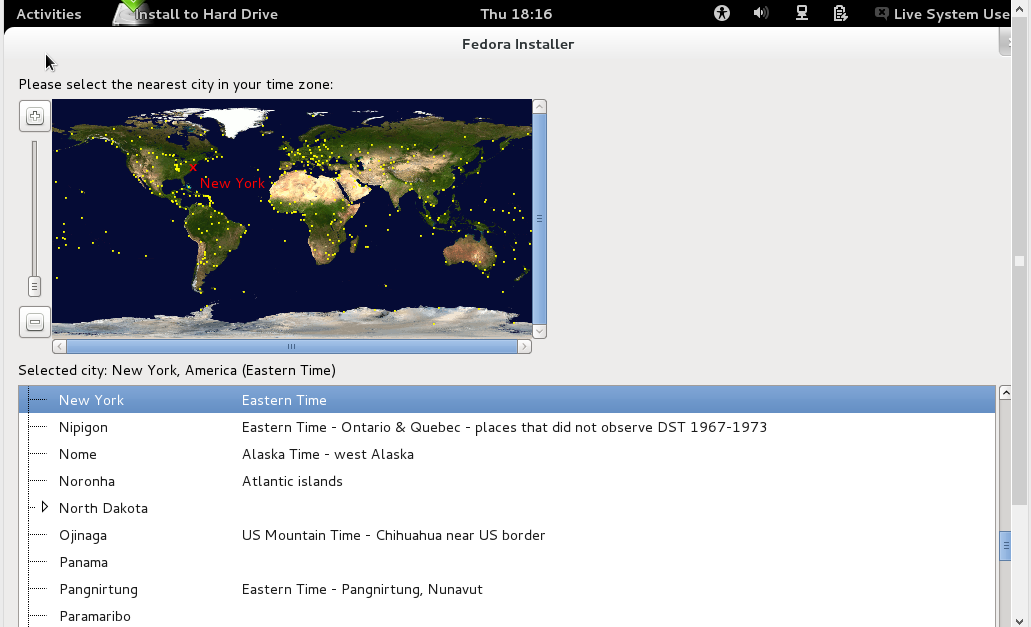 Activities Install to Hard Drive Thu 18:16 Live System Use
Fedora Installer
Please select the nearest city in your time zone:
New York
Selected city: New York, America (Eastern Time)
New York Eastern Time
Nipigon Eastern Time - Ontario & Quebec - places that did not observe DST 1967-1973
Nome Alaska Time - west Alaska
Noronha Atlantic islands
North Dakota
Ojinaga US Mountain Time - Chihuahua near US border
Panama
Pangnirtung Eastern Time - Pangnirtung, Nunavut
Paramaribo